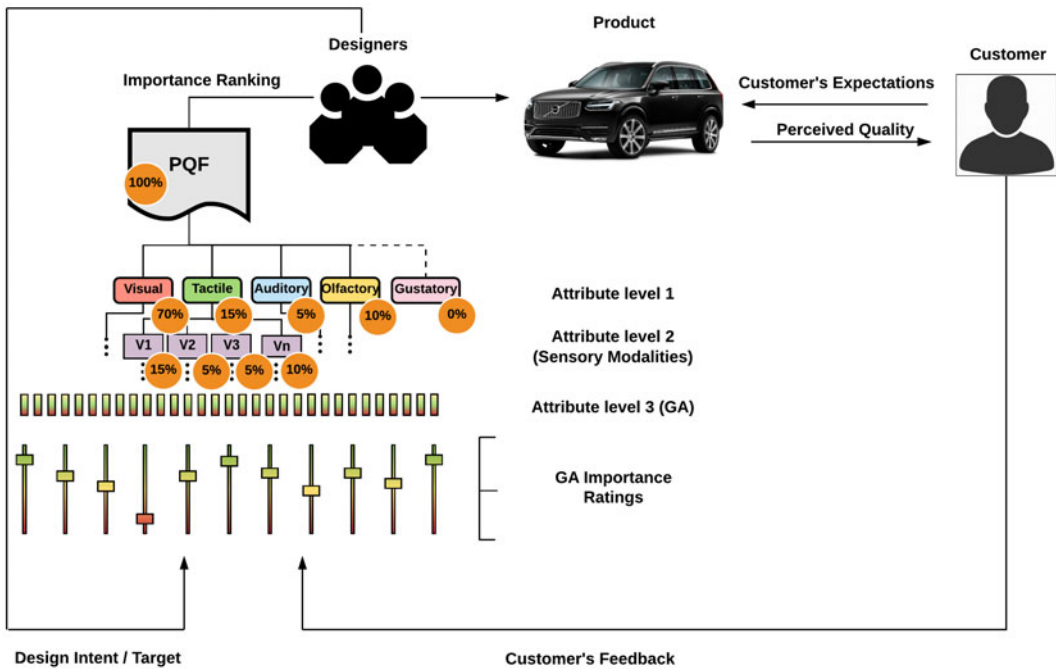 Product
Designers
Customer
Importance Ranking
Customer's Expectations
Perceived Quality
PQF
100%
Visual
Tactile
Auditory
Olfactory
Gustatory
Attribute level 1
70%
15%
5%
10%
0%
V1
V2
V3
Vn
Attribute level 2
(Sensory Modalities)
15%
5%
5%
10%
Attribute level 3 (GA)
GA Importance
Ratings
Design Intent / Target
Customer's Feedback